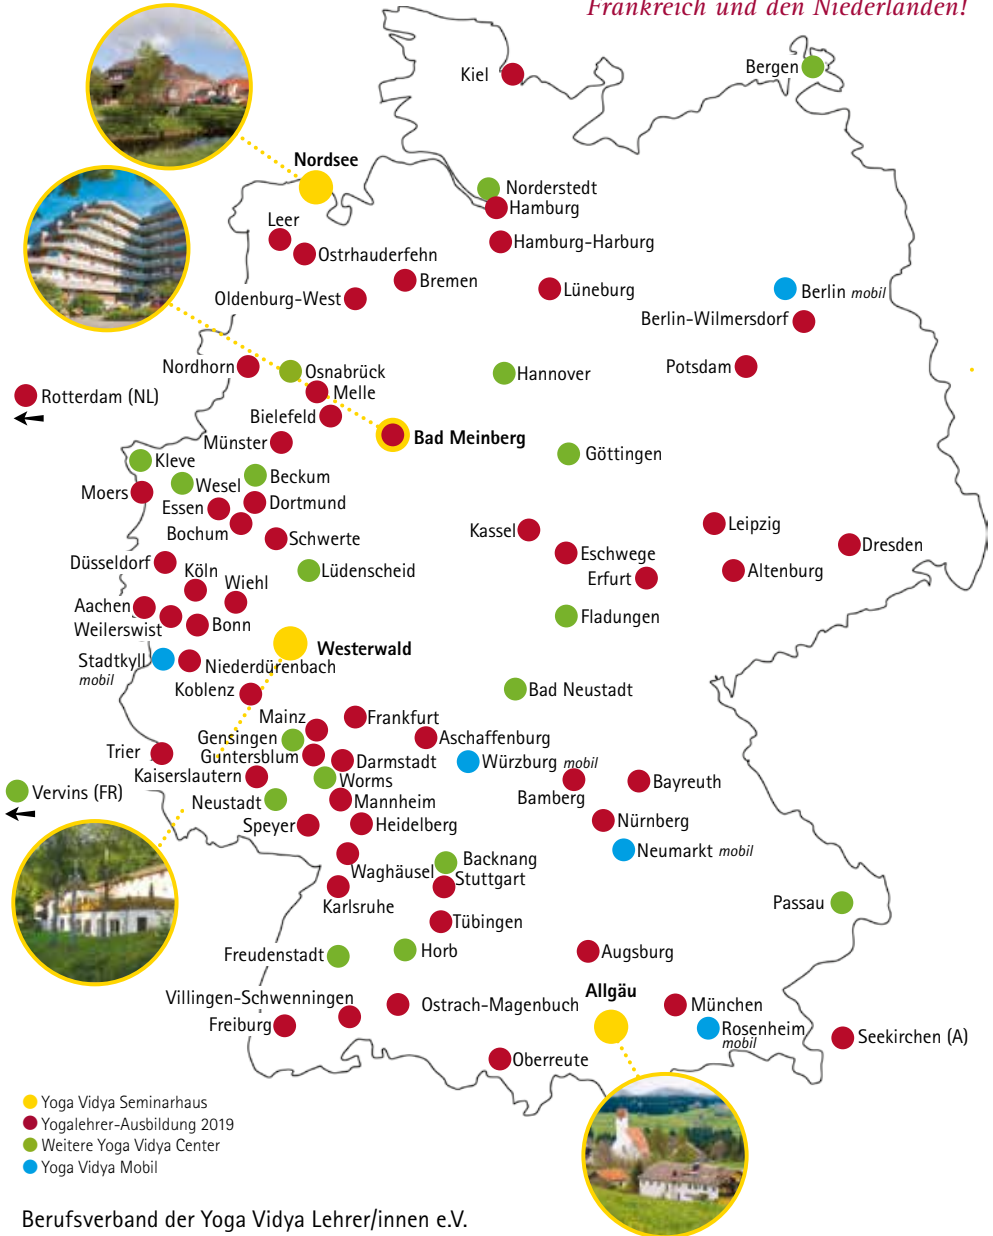 Frankreich und den Niederlanden!
Kiel
Bergen
Nordsee
Norderstedt
Hamburg
Leer
Ostrhauderfehn
Hamburg-Harburg
Bremen
Oldenburg-West
Lüneburg
Berlin mobil
Berlin-Wilmersdorf
Nordhorn
Osnabrück
Hannover
Potsdam
Rotterdam (NL)
Melle
Bielefeld
Münster
Bad Meinberg
Göttingen
Kleve
Wesel
Beckum
Moers
Essen
Dortmund
Bochum
Schwerte
Kassel
Leipzig
Dresden
Eschwege
Düsseldorf
Köln
Wiehl
Lüdenscheid
Erfurt
Altenburg
Aachen
Weilerswist
Bonn
Fladungen
Westerwald
Stadtkyll
mobil
Niederdürenbach
Koblenz
Bad Neustadt
Mainz
Frankfurt
Gensingen
Aschaffenburg
Trier
Guntersblum
Darmstadt
Würzburg mobil
Kaiserslautern
Worms
Bamberg
Bayreuth
Vervins (FR)
Neustadt
Mannheim
Speyer
Heidelberg
Nürnberg
Neumarkt mobil
Waghäusel
Backnang
Stuttgart
Karlsruhe
Passau
Tübingen
Freudenstadt
Horb
Augsburg
Villingen-Schwenningen
Ostrach-Magenbuch
Allgäu
München
Freiburg
Rosenheim
mobil
Seekirchen (A)
Oberreute
Yoga Vidya Seminarhaus
Yogalehrer-Ausbildung 2019
Weitere Yoga Vidya Center
Yoga Vidya Mobil
Berufsverband der Yoga Vidya Lehrer/innen e.V.